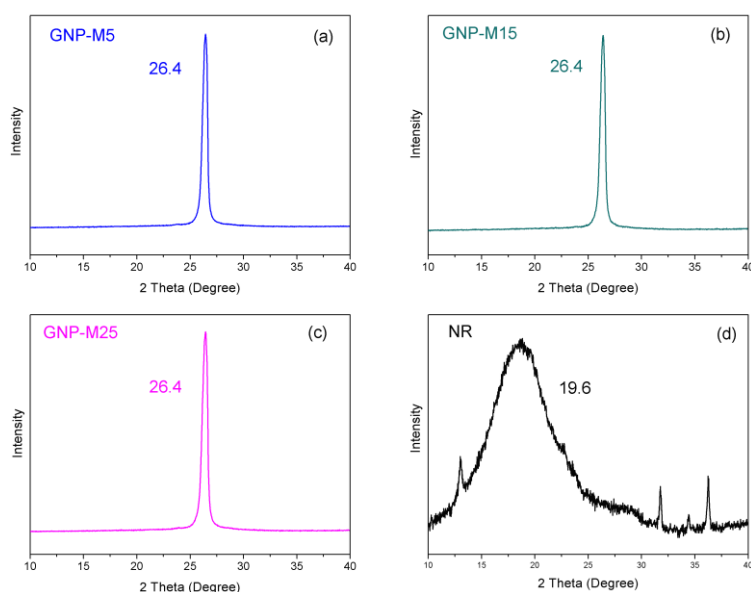 GNP-M5
(a)
26.4
Intensity
10 15 20 25 30 35 40
2 Theta (Degree)
GNP-M15
(b)
26.4
Intensity
10 15 20 25 30 35 40
2 Theta (Degree)
GNP-M25
(c)
26.4
Intensity
10 15 20 25 30 35 40
2 Theta (Degree)
NR
(d)
19.6
Intensity
10 15 20 25 30 35 40
2 Theta (Degree)